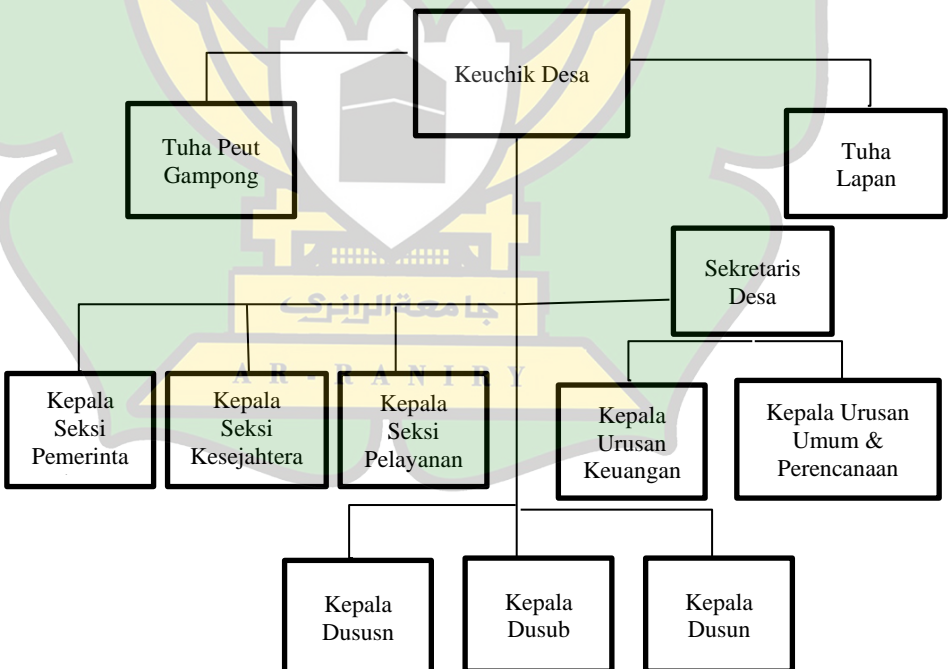 Keuchik Desa
Tuha Peut
Gampong
Tuha
Lapan
Sekretaris
Desa
جامعة الرانري
A R - R A N I R Y
Kepala
Seksi
Pemerinta
Kepala
Seksi
Kesejahtera
Kepala
Seksi
Pelayanan
Kepala
Urusan
Keuangan
Kepala Urusan
Umum &
Perencanaan
Kepala
Dususn
Kepala
Dusub
Kepala
Dusun